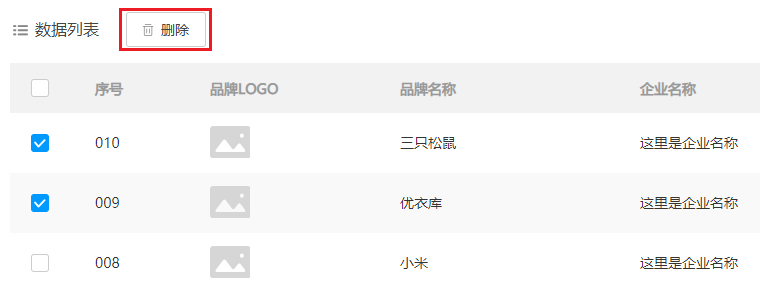 数据列表 删除
序号 品牌LOGO 品牌名称 企业名称
010 三只松鼠 这里是企业名称
009 优衣库 这里是企业名称
008 小米 这里是企业名称